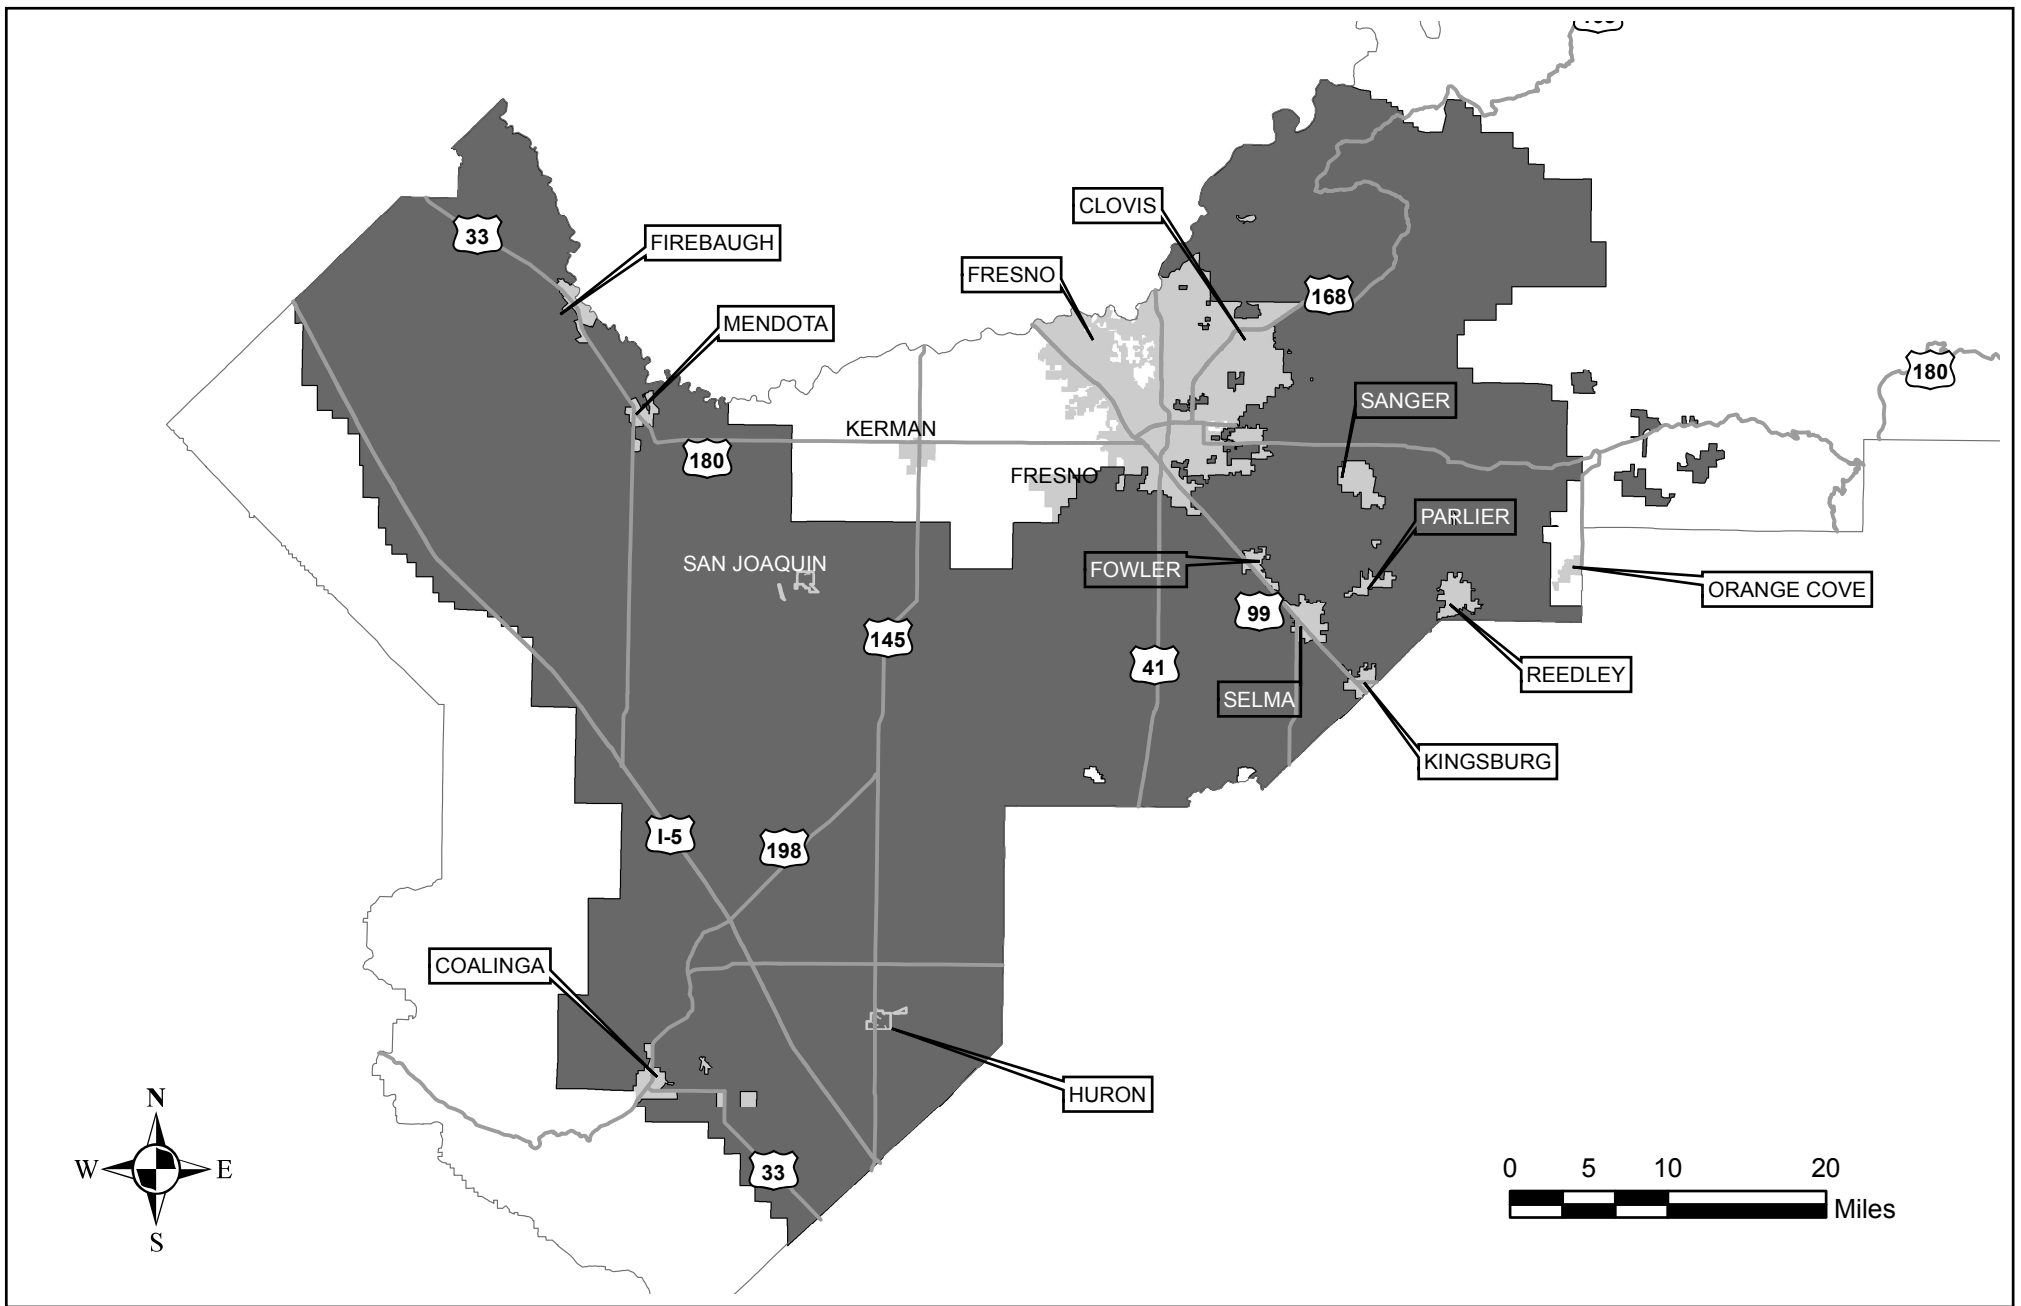 CLOVIS
33
FIREBAUGH
FRESNO
168
MENDOTA
180
SANGER
KERMAN
180
FRESNO
PARLIER
SAN JOAQUIN
FOWLER
ORANGE COVE
99
145
41
REEDLEY
SELMA
KINGSBURG
I-5
198
COALINGA
HURON
33
N
W E
S
0 5 10 20
Miles